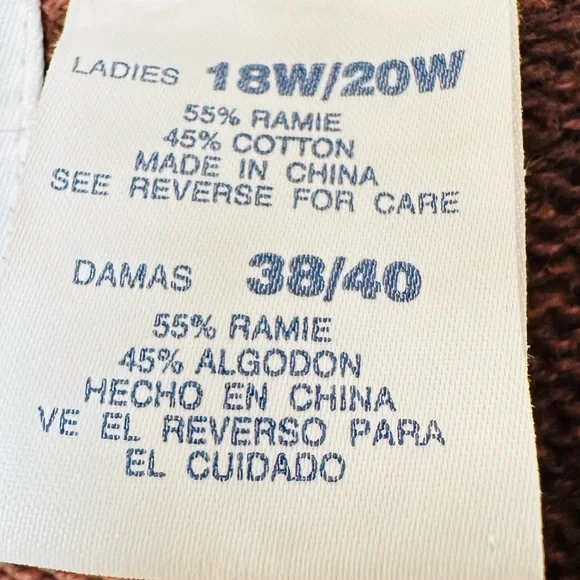 LADIES 18W/20W
55% RAMIE
45% COTTON
MADE IN CHINA
SEE REVERSE FOR CARE
DAMAS 38/40
55% RAMIE
45% ALGODON
HECHO EN CHINA
VE EL REVERSO PARA
EL CUIDADO